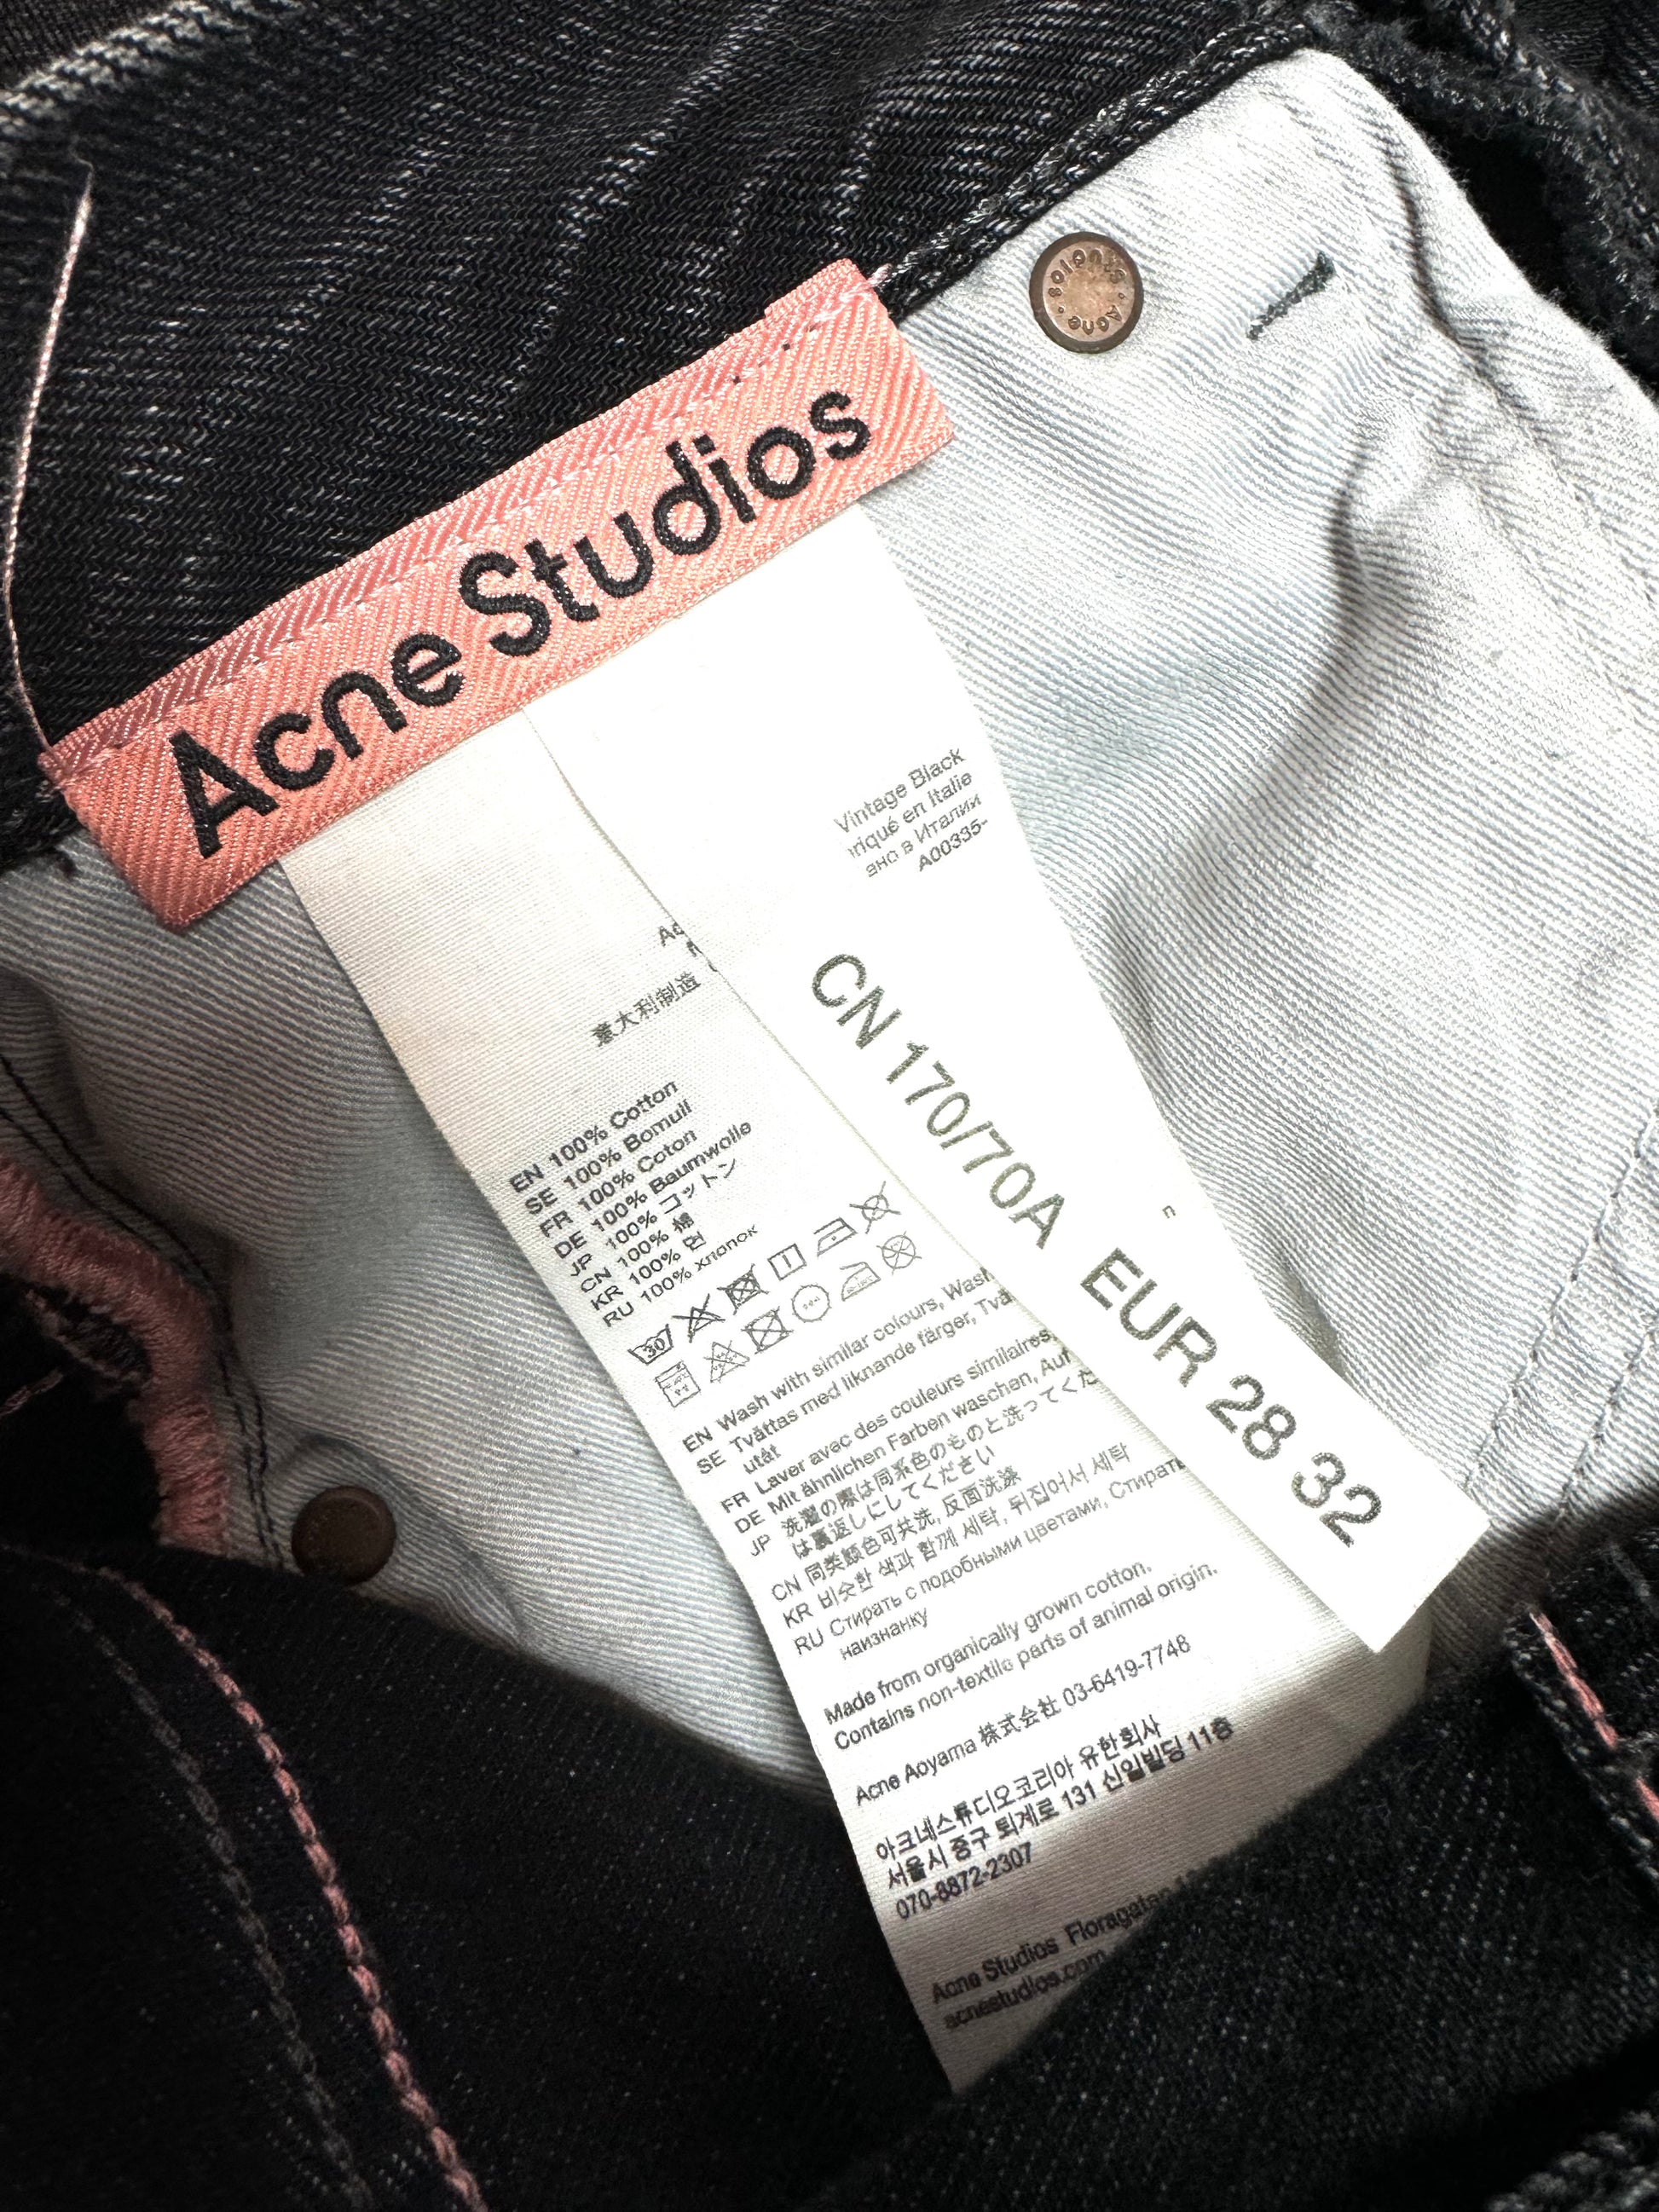 Acne Studios
Acne Studios
Vintage Black
riqué en Italie
ано в Италии
A00335-
CN 170/70A EUR 28 32
意大利制造
EN 100% Cotton
SE 100% Bomull
FR 100% Coton
DE 100% Baumwolle
JP 100% コットン
CN 100% 棉
KR 100% 면
RU 100% хлопок
30
EN Wash with similar colours, Wash
SE Tvättas med liknande färger, Tvä
utåt
FR Laver avec des couleurs similaires,
DE Mit ähnlichen Farben waschen, Auf
JP 洗濯の際は同系色のものと洗ってくだ
は裏返しにしてください
CN 同类颜色可共洗, 反面洗涤
KR 비슷한 색과 함께 세탁, 뒤집어서 세탁
RU Стирать с подобными цветами, Стирать
наизнанку
Made from organically grown cotton.
Contains non-textile parts of animal origin.
Acne Aoyama 株式会社 03-6419-7748
아크네스튜디오코리아 유한회사
서울시 중구 퇴계로 131 신일빌딩 11층
070-8872-2307
Acne Studios Floragatan
acnestudios.com